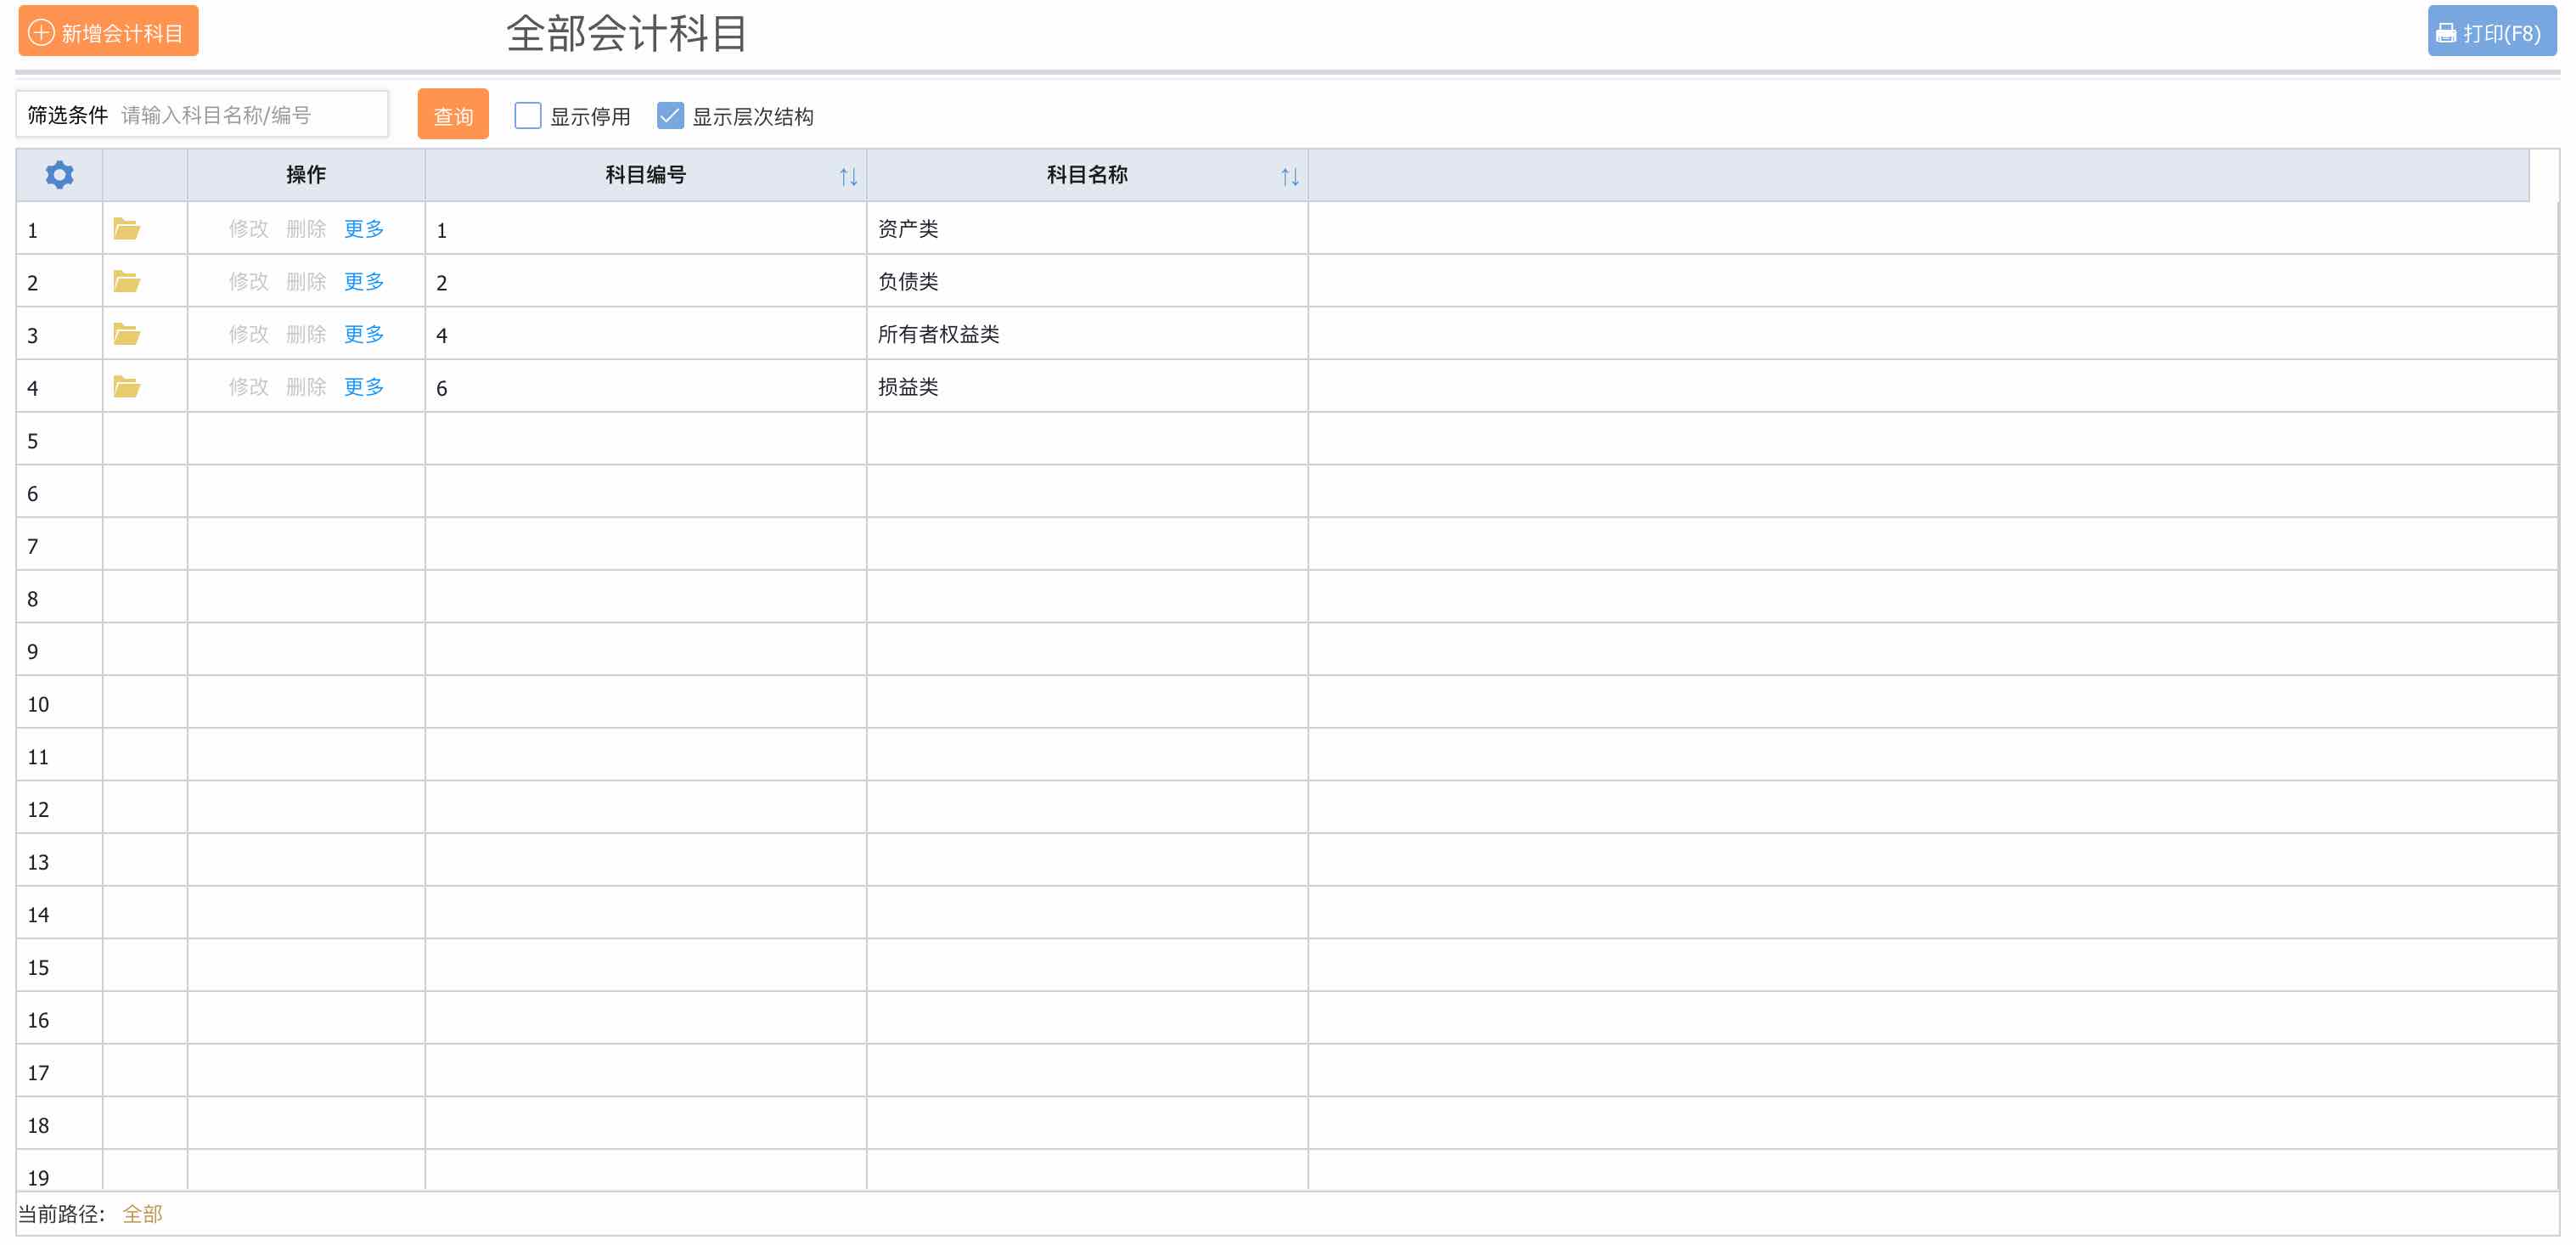 新增会计科目 全部会计科目 打印(F8)
筛选条件 请输入科目名称/编号 查询 显示停用 显示层次结构
操作 科目编号 科目名称
1 修改 删除 更多 1 资产类
2 修改 删除 更多 2 负债类
3 修改 删除 更多 4 所有者权益类
4 修改 删除 更多 6 损益类
5
6
7
8
9
10
11
12
13
14
15
16
17
18
19
当前路径： 全部